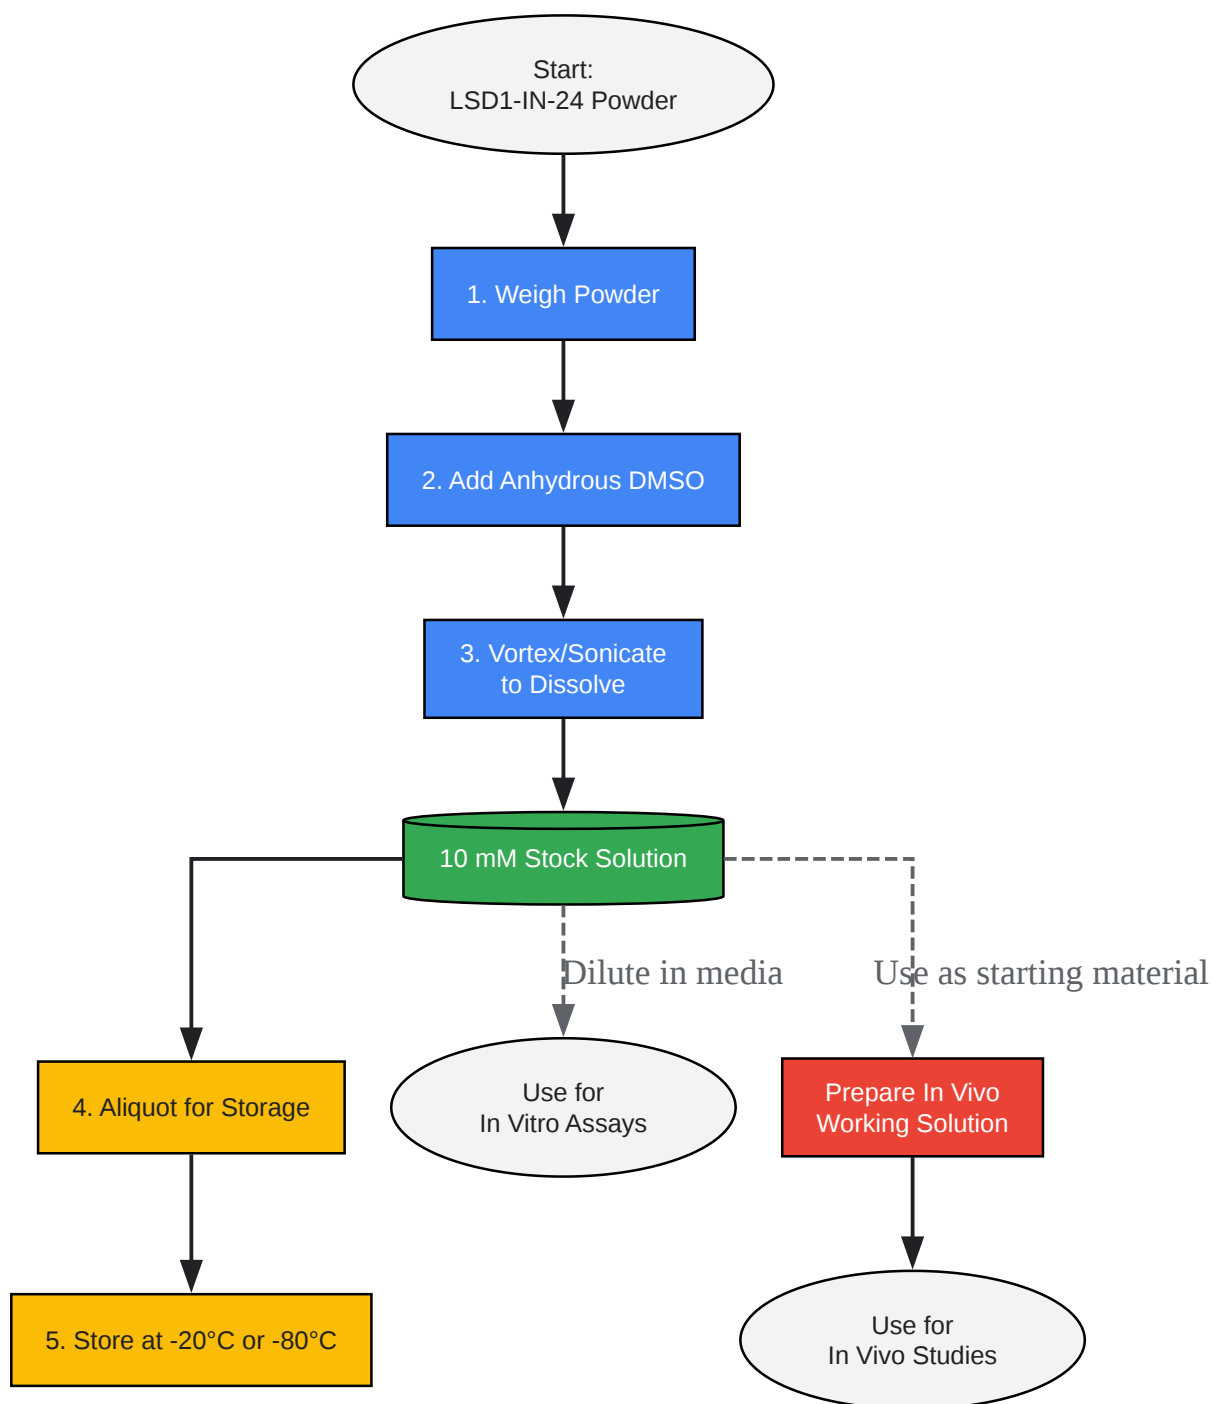 Start:
LSD1-IN-24 Powder
1. Weigh Powder
2. Add Anhydrous DMSO
3. Vortex/Sonicate
to Dissolve
10 mM Stock Solution
Dilute in media
Use as starting material
4. Aliquot for Storage
Use for
In Vitro Assays
Prepare In Vivo
Working Solution
5. Store at -20°C or -80°C
Use for
In Vivo Studies